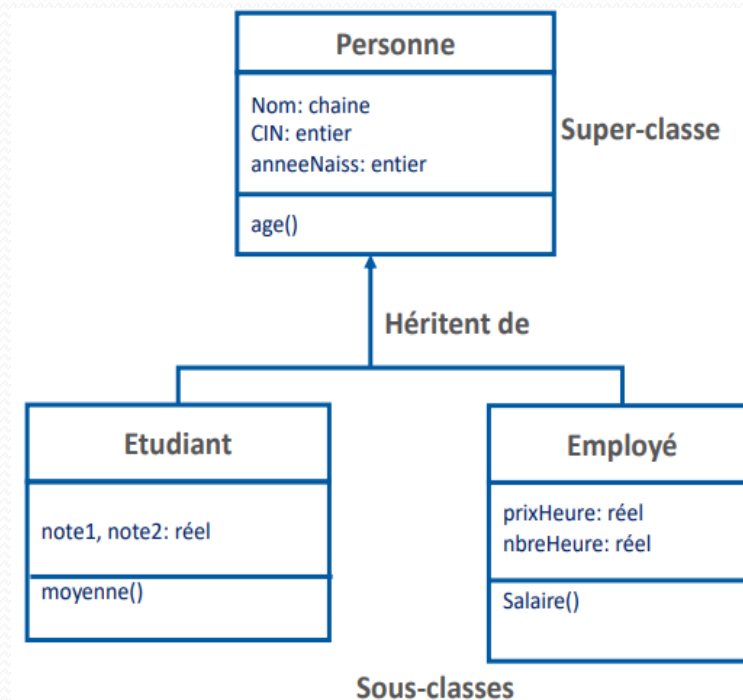 Personne
Nom: chaine
CIN: entier
anneeNaiss: entier
Super-classe
age()
Héritent de
Etudiant
note1, note2: réel
moyenne()
Employé
prixHeure: réel
nbreHeure: réel
Salaire()
Sous-classes